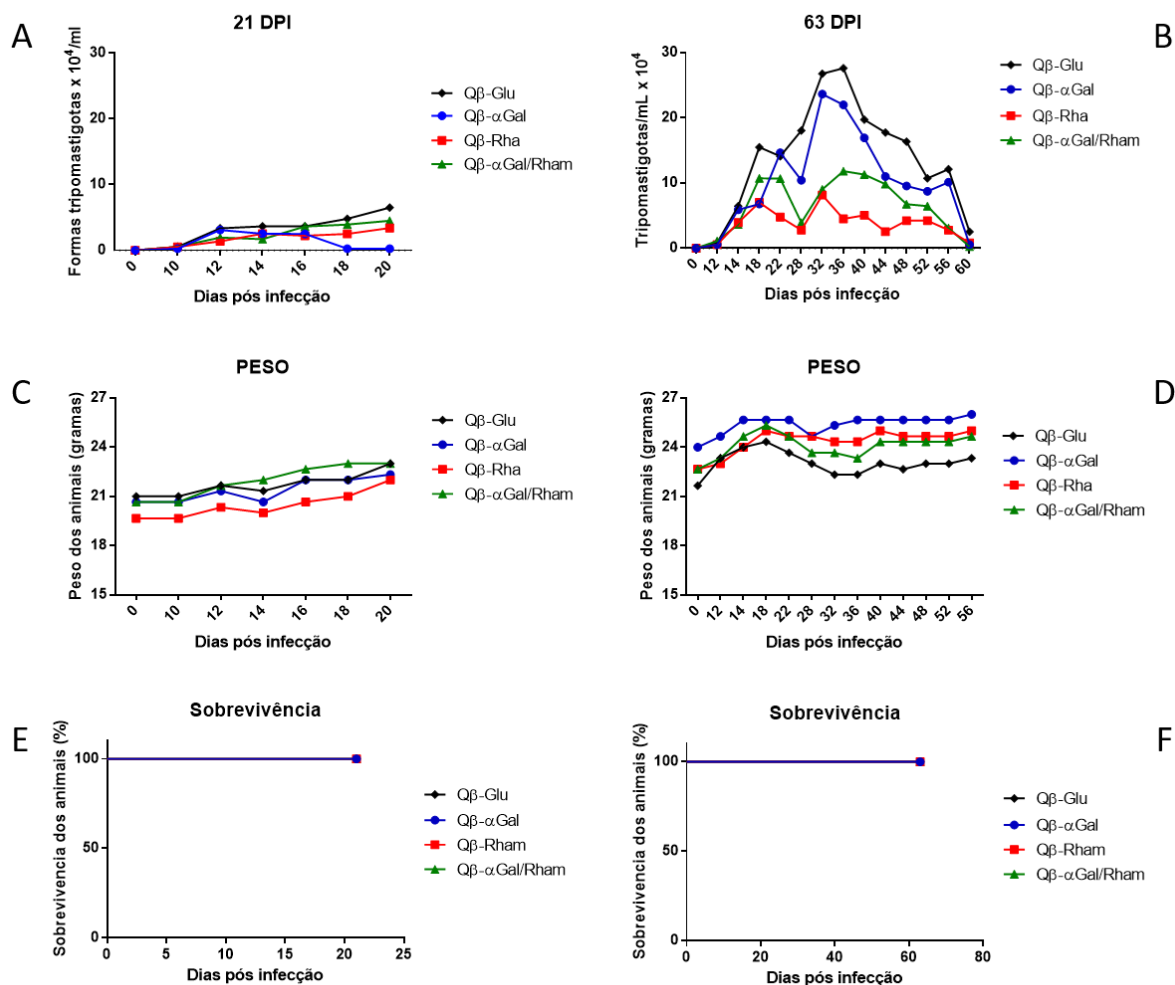 A
21 DPI
Formas tripomastigotas x 10⁴/ml
30
20
10
0
0
10
12
14
16
18
20
Dias pós infecção
Qβ-Glu
Qβ-αGal
Qβ-Rha
Qβ-αGal/Rham
B
63 DPI
Tripomastigotas/mL x 10⁴
30
20
10
0
0
12
14
18
22
28
32
36
40
44
48
52
56
60
Dias pós infecção
Qβ-Glu
Qβ-αGal
Qβ-Rha
Qβ-αGal/Rham
C
PESO
Peso dos animais (gramas)
27
24
21
18
15
0
10
12
14
16
18
20
Dias pós infecção
Qβ-Glu
Qβ-αGal
Qβ-Rha
Qβ-αGal/Rham
D
PESO
Peso dos animais (gramas)
27
24
21
18
15
0
12
14
18
22
28
32
36
40
44
48
52
56
Dias pós infecção
Qβ-Glu
Qβ-αGal
Qβ-Rha
Qβ-αGal/Rham
E
Sobrevivência
Sobrevivencia dos animais (%)
100
50
0
0
5
10
15
20
25
Dias pós infecção
Qβ-Glu
Qβ-αGal
Qβ-Rham
Qβ-αGal/Rham
F
Sobrevivência
Sobrevivencia dos animais (%)
100
50
0
0
20
40
60
80
Dias pós infecção
Qβ-Glu
Qβ-αGal
Qβ-Rham
Qβ-αGal/Rham